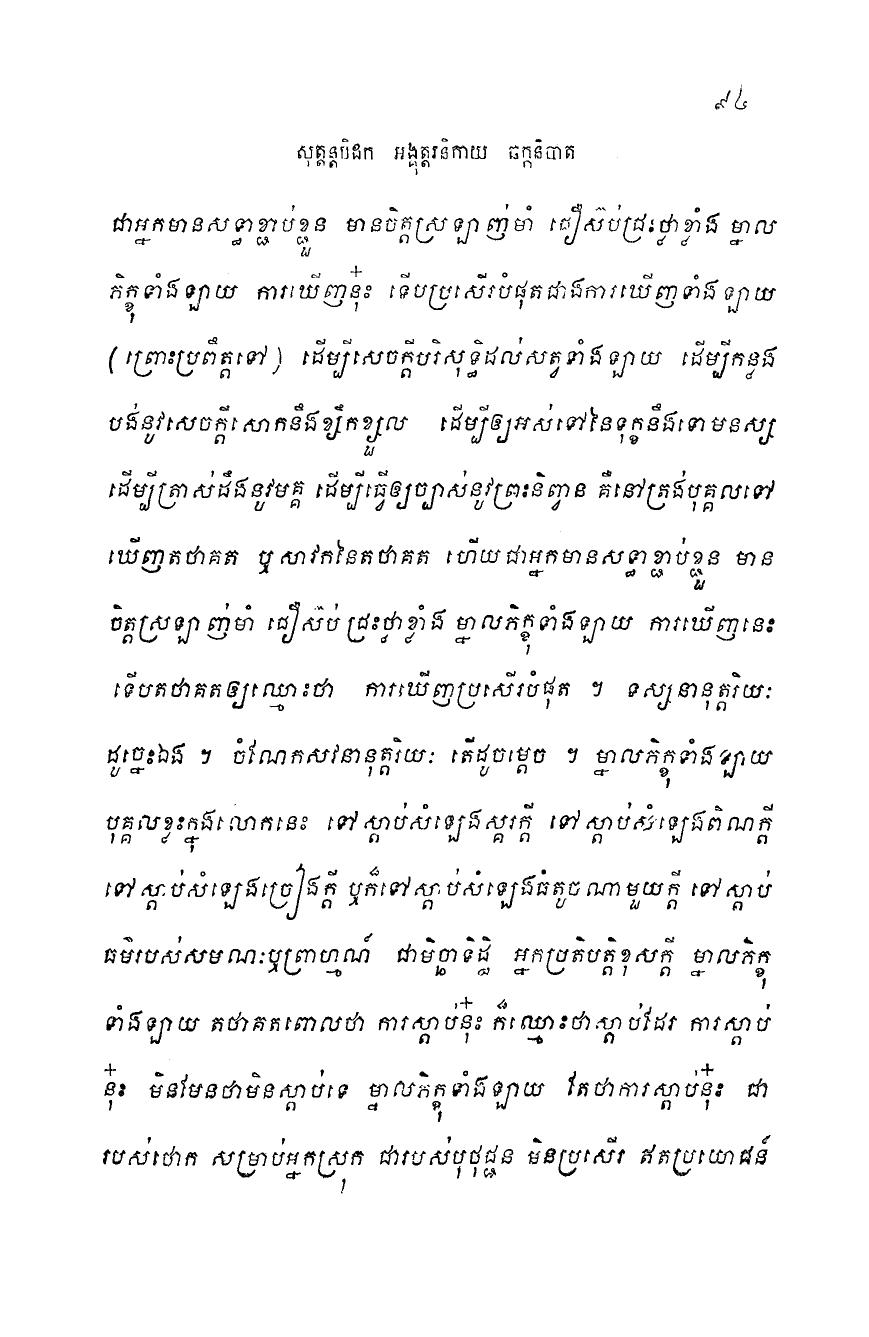 ៩៤
សុត្តន្តបិដក អង្គុត្តរនិកាយ ឆក្កនិបាត
ជាអ្នកមានសទ្ធាខ្ជាប់ខ្ជួន មានចិត្តស្រឡាញ់មាំ ជឿស៊ប់ជ្រះថ្លាខ្លាំង ម្នាល
ភិក្ខុទាំងឡាយ ការឃើញនុ៎ះ ទើបប្រសើរបំផុតជាងការឃើញទាំងឡាយ
(ព្រោះប្រព្រឹត្តទៅ) ដើម្បីសេចក្តីបរិសុទ្ធិដល់សត្វទាំងឡាយ ដើម្បីកន្លង
បង់នូវសេចក្តីសោកនឹងខ្សឹកខ្សួល ដើម្បីឲ្យអស់ទៅនៃទុក្ខនឹងទោមនស្ស
ដើម្បីត្រាស់ដឹងនូវមគ្គ ដើម្បីធ្វើឲ្យច្បាស់នូវព្រះនិព្វាន គឺនៅត្រង់បុគ្គលទៅ
ឃើញតថាគត ឬសាវកនៃតថាគត ហើយជាអ្នកមានសទ្ធាខ្ជាប់ខ្ជួន មាន
ចិត្តស្រឡាញ់មាំ ជឿស៊ប់ ជ្រះថ្លាខ្លាំង ម្នាលភិក្ខុទាំងឡាយ ការឃើញនេះ
ទើបតថាគតឲ្យឈ្មោះថា ការឃើញប្រសើរបំផុត ។ ទស្សនានុត្តរិយៈ
ដូច្នេះឯង ។ ចំណែកសវនានុត្តរិយៈ តើដូចម្តេច ។ ម្នាលភិក្ខុទាំងឡាយ
បុគ្គលខ្លះក្នុងលោកនេះ ទៅស្តាប់សំឡេងស្គរក្តី ទៅស្តាប់សំឡេងពិណក្តី
ទៅស្តាប់សំឡេងច្រៀងក្តី ឬក៏ទៅស្តាប់សំឡេងធំតូចណាមួយក្តី ទៅស្តាប់
ធម៌របស់សមណៈឬព្រាហ្មណ៍ ជាមិច្ឆាទិដ្ឋិ អ្នកប្រតិបត្តិខុសក្តី ម្នាលភិក្ខុ
ទាំងឡាយ តថាគតពោលថា ការស្តាប់នុ៎ះ ក៏ឈ្មោះថាស្តាប់ដែរ ការស្តាប់
នុ៎ះ មិនមែនថាមិនស្តាប់ទេ ម្នាលភិក្ខុទាំងឡាយ តែថាការស្តាប់នុ៎ះ ជា
របស់ថោក សម្រាប់អ្នកស្រុក ជារបស់បុថុជ្ជន មិនប្រសើរ ឥតប្រយោជន៍